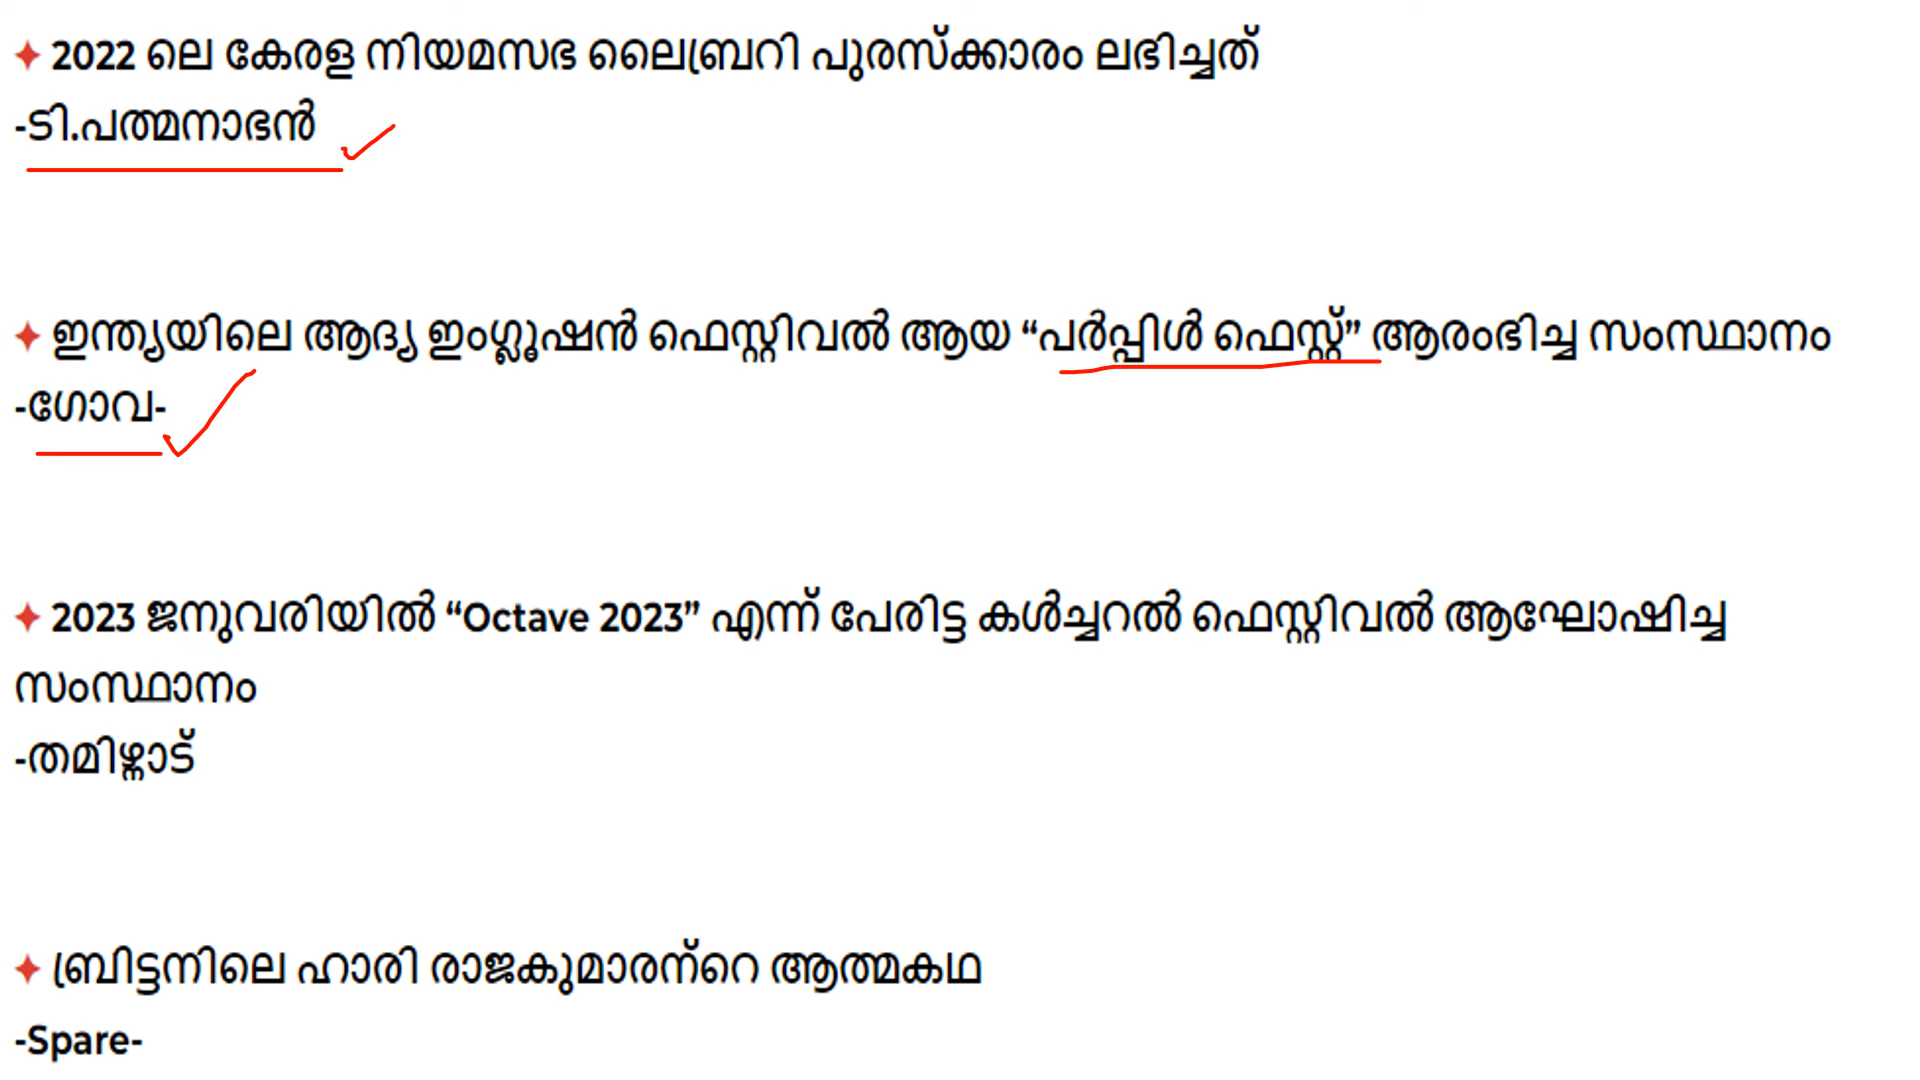 ✦ 2022 ലെ കേരള നിയമസഭ ലൈബ്രറി പുരസ്ക്കാരം ലഭിച്ചത്
-ടി.പത്മനാഭൻ
✦ ഇന്ത്യയിലെ ആദ്യ ഇംഗ്ലൂഷൻ ഫെസ്റ്റിവൽ ആയ “പർപ്പിൾ ഫെസ്റ്റ്” ആരംഭിച്ച സംസ്ഥാനം
-ഗോവ-
✦ 2023 ജനുവരിയിൽ “Octave 2023” എന്ന് പേരിട്ട കൾച്ചറൽ ഫെസ്റ്റിവൽ ആഘോഷിച്ച
സംസ്ഥാനം
-തമിഴ്നാട്
✦ ബ്രിട്ടനിലെ ഹാരി രാജകുമാരന്റെ ആത്മകഥ
-Spare-